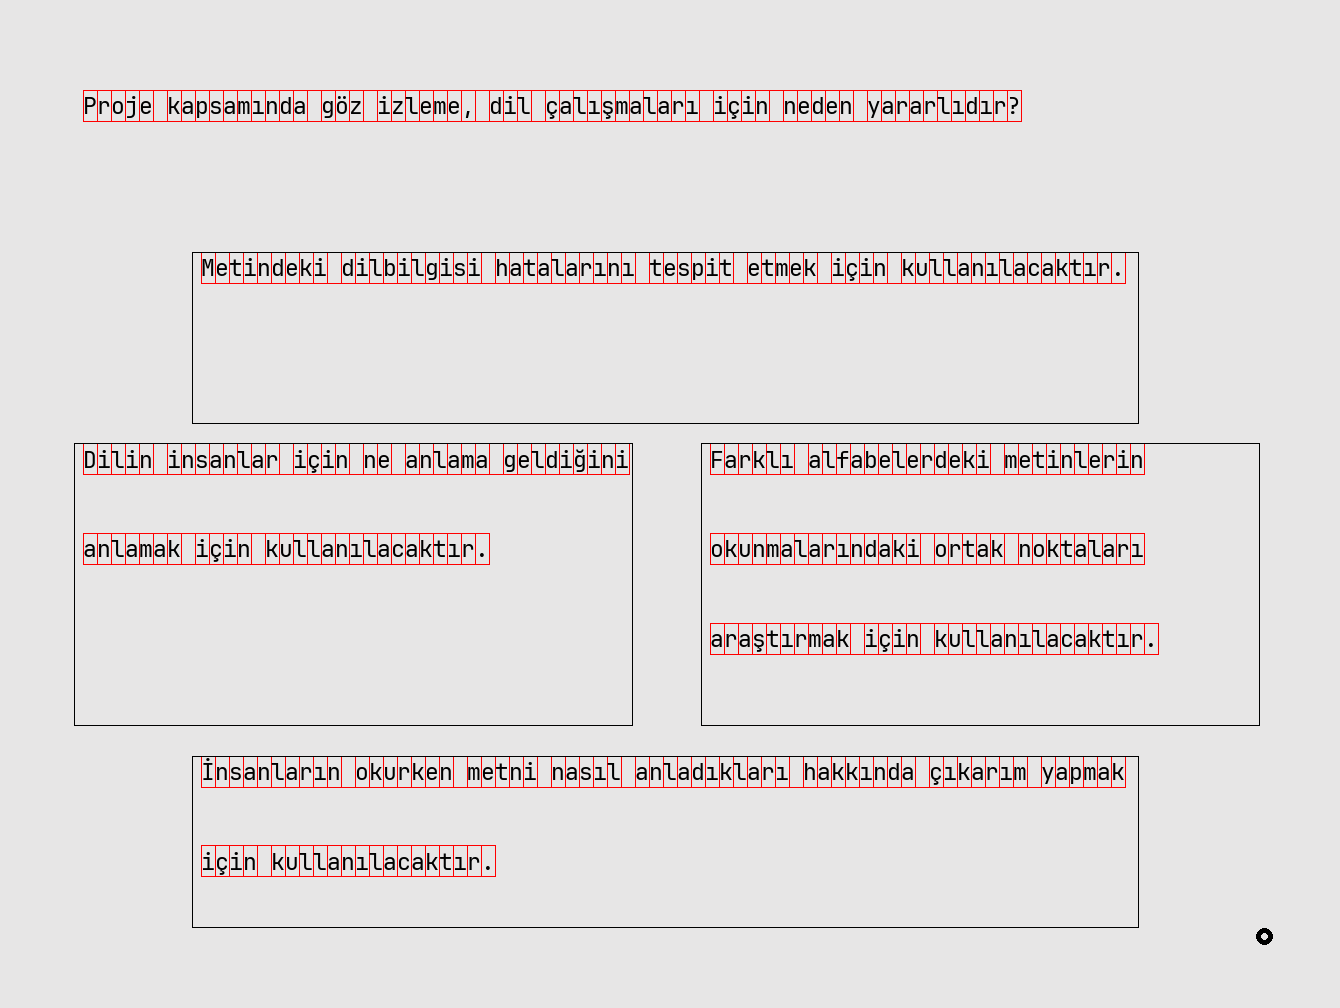 Proje kapsamında göz izleme, dil çalışmaları için neden yararlıdır?
Metindeki dilbilgisi hatalarını tespit etmek için kullanılacaktır.
Dilin insanlar için ne anlama geldiğini
anlamak için kullanılacaktır.
Farklı alfabelerdeki metinlerin
okunmalarındaki ortak noktaları
araştırmak için kullanılacaktır.
İnsanların okurken metni nasıl anladıkları hakkında çıkarım yapmak
için kullanılacaktır.